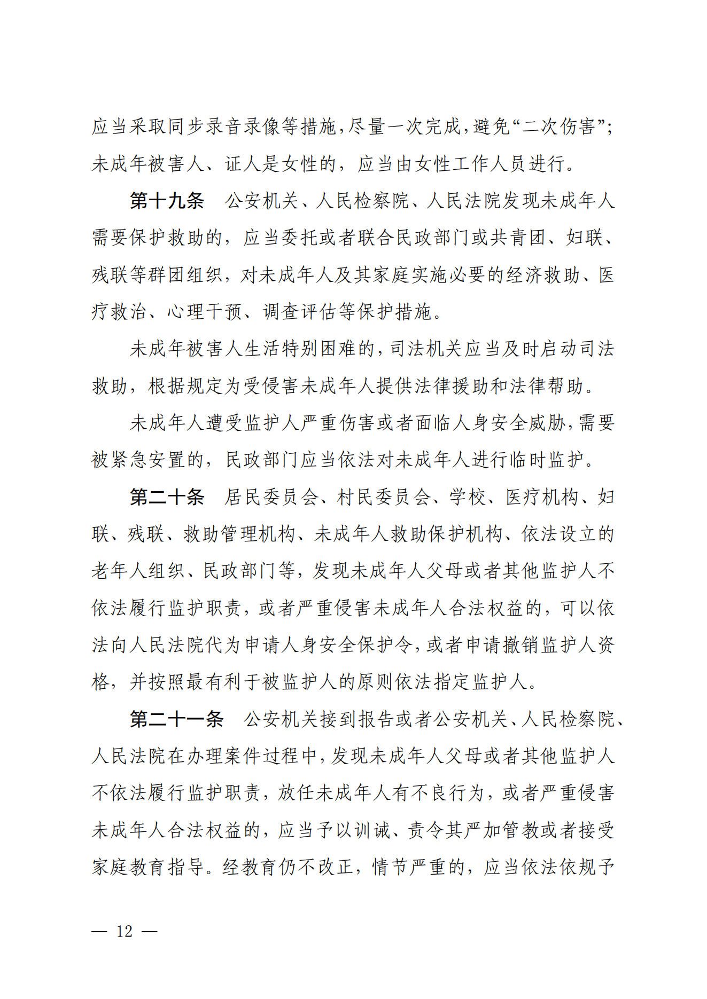 应当采取同步录音录像等措施，尽量一次完成，避免“二次伤害”；
未成年被害人、证人是女性的，应当由女性工作人员进行。
第十九条　公安机关、人民检察院、人民法院发现未成年人
需要保护救助的，应当委托或者联合民政部门或共青团、妇联、
残联等群团组织，对未成年人及其家庭实施必要的经济救助、医
疗救治、心理干预、调查评估等保护措施。
未成年被害人生活特别困难的，司法机关应当及时启动司法
救助，根据规定为受侵害未成年人提供法律援助和法律帮助。
未成年人遭受监护人严重伤害或者面临人身安全威胁，需要
被紧急安置的，民政部门应当依法对未成年人进行临时监护。
第二十条　居民委员会、村民委员会、学校、医疗机构、妇
联、残联、救助管理机构、未成年人救助保护机构、依法设立的
老年人组织、民政部门等，发现未成年人父母或者其他监护人不
依法履行监护职责，或者严重侵害未成年人合法权益的，可以依
法向人民法院代为申请人身安全保护令，或者申请撤销监护人资
格，并按照最有利于被监护人的原则依法指定监护人。
第二十一条　公安机关接到报告或者公安机关、人民检察院、
人民法院在办理案件过程中，发现未成年人父母或者其他监护人
不依法履行监护职责，放任未成年人有不良行为，或者严重侵害
未成年人合法权益的，应当予以训诫、责令其严加管教或者接受
家庭教育指导。经教育仍不改正，情节严重的，应当依法依规予
— 12 —